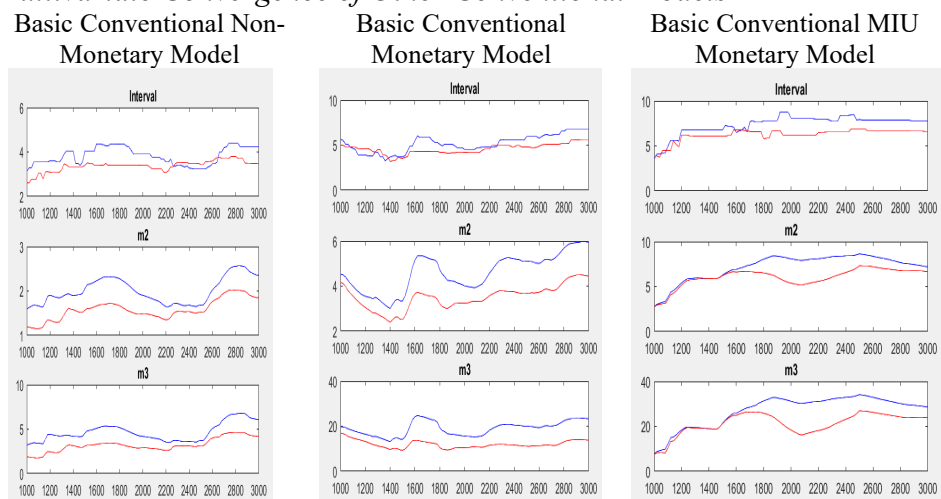 Multivariate Convergence of Other Conventional Models
Basic Conventional Non-
Monetary Model
Interval
6
4
2
1000 1200 1400 1600 1800 2000 2200 2400 2600 2800 3000
m2
3
2
1
1000 1200 1400 1600 1800 2000 2200 2400 2600 2800 3000
m3
10
5
0
1000 1200 1400 1600 1800 2000 2200 2400 2600 2800 3000
Basic Conventional
Monetary Model
Interval
10
5
0
1000 1200 1400 1600 1800 2000 2200 2400 2600 2800 3000
m2
6
4
2
1000 1200 1400 1600 1800 2000 2200 2400 2600 2800 3000
m3
40
20
0
1000 1200 1400 1600 1800 2000 2200 2400 2600 2800 3000
Basic Conventional MIU
Monetary Model
Interval
10
5
0
1000 1200 1400 1600 1800 2000 2200 2400 2600 2800 3000
m2
10
5
0
1000 1200 1400 1600 1800 2000 2200 2400 2600 2800 3000
m3
40
20
0
1000 1200 1400 1600 1800 2000 2200 2400 2600 2800 3000